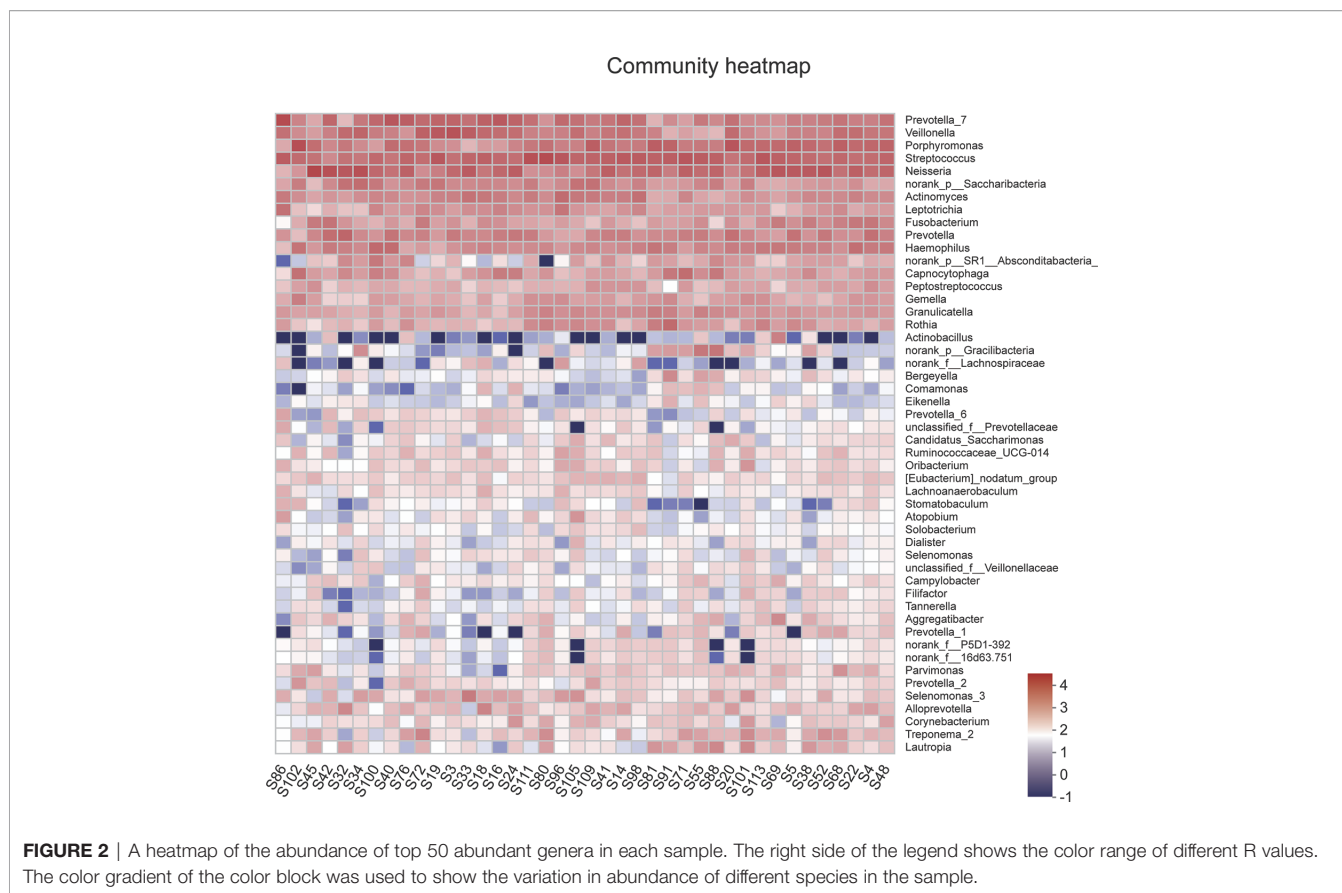 Community heatmap
Prevotella_7
Veillonella
Porphyromonas
Streptococcus
Neisseria
norank_p__Saccharibacteria
Actinomyces
Leptotrichia
Fusobacterium
Prevotella
Haemophilus
norank_p__SR1__Absconditabacteria_
Capnocytophaga
Peptostreptococcus
Gemella
Granulicatella
Rothia
Actinobacillus
norank_p__Gracilibacteria
norank_f__Lachnospiraceae
Bergeyella
Comamonas
Eikenella
Prevotella_6
unclassified_f__Prevotellaceae
Candidatus_Saccharimonas
Ruminococcaceae_UCG-014
Oribacterium
[Eubacterium]_nodatum_group
Lachnoanaerobaculum
Stomatobaculum
Atopobium
Solobacterium
Dialister
Selenomonas
unclassified_f__Veillonellaceae
Campylobacter
Filifactor
Tannerella
Aggregatibacter
Prevotella_1
norank_f__P5D1-392
norank_f__16d63.751
Parvimonas
Prevotella_2
Selenomonas_3
Alloprevotella
Corynebacterium
Treponema_2
Lautropia
4
3
2
1
0
-1
S86 S102 S45 S42 S32 S34 S100 S40 S76 S72 S19 S3 S33 S18 S16 S24 S111 S80 S96 S105 S109 S41 S14 S98 S81 S91 S71 S55 S88 S20 S101 S113 S69 S5 S38 S52 S68 S22 S4 S48
FIGURE 2 | A heatmap of the abundance of top 50 abundant genera in each sample. The right side of the legend shows the color range of different R values.
The color gradient of the color block was used to show the variation in abundance of different species in the sample.